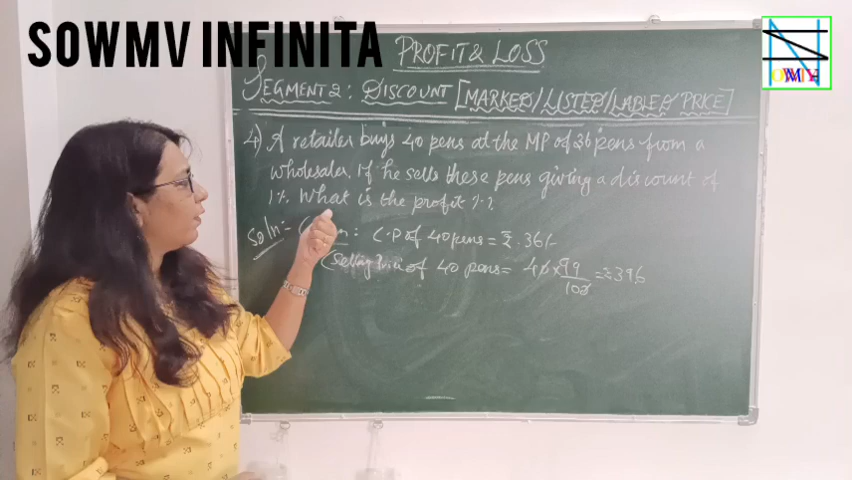 SOWMV INFINITA
PROFIT & LOSS
SEGMENT 2: DISCOUNT [MARKED/LISTED/LABLED PRICE]
4) A retailer buys 40 pens at the MP of 36 pens from a
wholesaler. If he sells these pens giving a discount of
1%. What is the profit %?
Soln:- C.P of 40 pens = ₹.36/-
Selling Price of 40 pens = 40 x 99/100 = ₹396